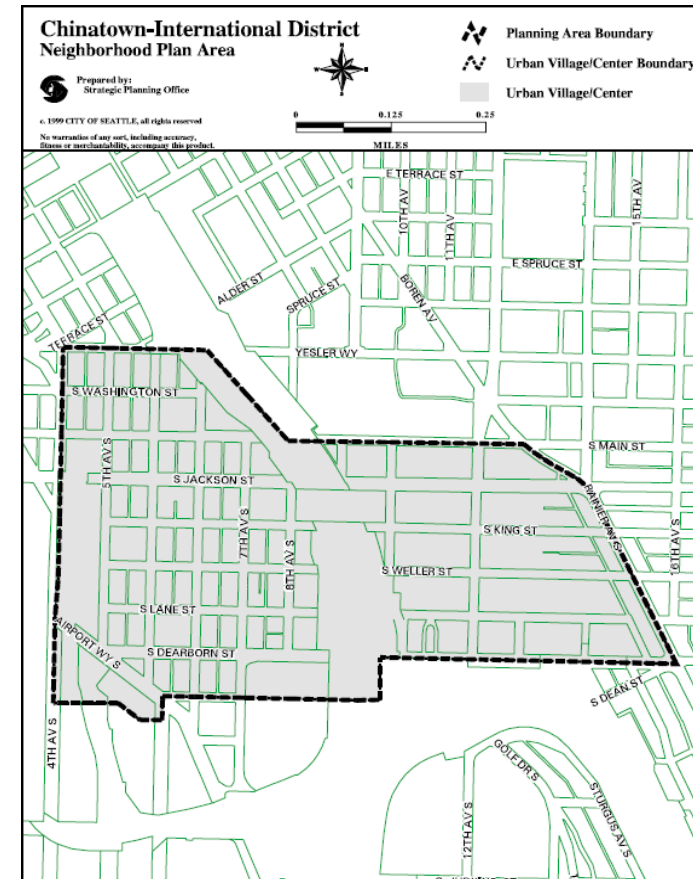 Chinatown-International District
Neighborhood Plan Area
Prepared by:
Strategic Planning Office
c. 1999 CITY OF SEATTLE, all rights reserved
No warranties of any sort, including accuracy,
fitness or merchantability, accompany this product.
N
W
E
S
0
0.125
0.25
MILES
Planning Area Boundary
Urban Village/Center Boundary
Urban Village/Center
E TERRACE ST
10TH AV
11TH AV
15TH AV
E SPRUCE ST
ALDER ST
SPRUCE ST
BOREN AV
TERRACE ST
YESLER WY
S WASHINGTON ST
S MAIN ST
5TH AV S
S JACKSON ST
7TH AV S
8TH AV S
S KING ST
RAINIER AV S
16TH AV S
S WELLER ST
S LANE ST
AIRPORT WY S
S DEARBORN ST
S DEAN ST
4TH AV S
GOLF DR S
STURGUS AV S
12TH AV S